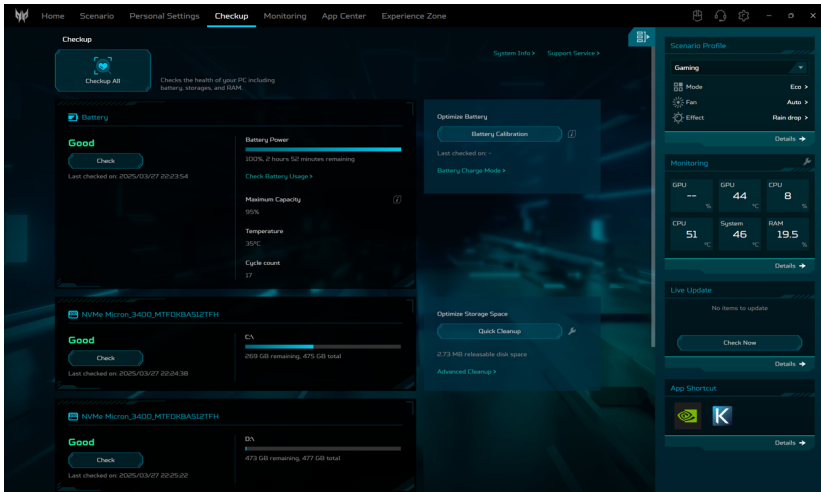 Home Scenario Personal Settings Checkup Monitoring App Center Experience Zone
Checkup
System Info > Support Service >
Checkup All
Checks the health of your PC including
battery, storages, and RAM.
Battery
Good
Check
Last checked on: 2025/03/27 22:23:54
Battery Power
100%, 2 hours 52 minutes remaining
Check Battery Usage >
Maximum Capacity
95%
Temperature
35°C
Cycle count
17
Optimize Battery
Battery Calibration
Last checked on: -
Battery Charge Mode >
NVMe Micron_3400_MTFDKBA512TFH
Good
Check
Last checked on: 2025/03/27 22:24:38
C:\
269 GB remaining, 475 GB total
Optimize Storage Space
Quick Cleanup
2.73 MB releasable disk space
Advanced Cleanup >
NVMe Micron_3400_MTFDKBA512TFH
Good
Check
Last checked on: 2025/03/27 22:25:22
D:\
473 GB remaining, 477 GB total
Scenario Profile
Gaming
Mode Eco >
Fan Auto >
Effect Rain drop >
Details
Monitoring
GPU GPU CPU
-- 44 8
% °C %
CPU System RAM
51 46 19.5
°C °C %
Details
Live Update
No items to update
Check Now
Details
App Shortcut
K
Details